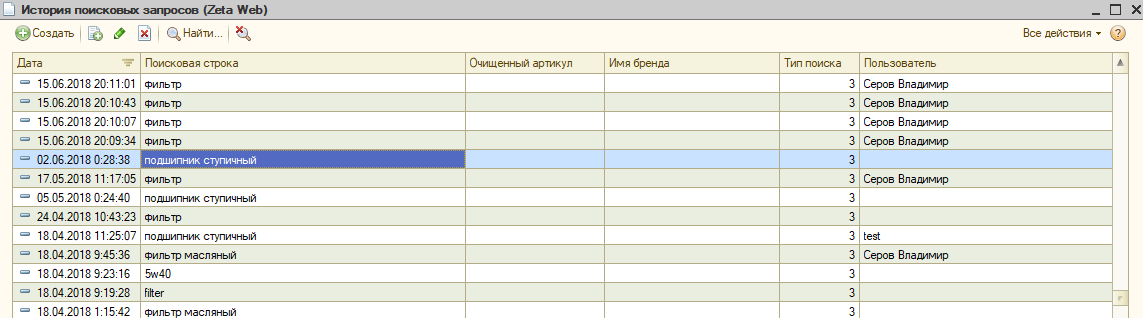 История поисковых запросов (Zeta Web)
Создать Найти... Все действия ?
Дата Поисковая строка Очищенный артикул Имя бренда Тип поиска Пользователь
15.06.2018 20:11:01 фильтр 3 Серов Владимир
15.06.2018 20:10:43 фильтр 3 Серов Владимир
15.06.2018 20:10:07 фильтр 3 Серов Владимир
15.06.2018 20:09:34 фильтр 3 Серов Владимир
02.06.2018 0:28:38 подшипник ступичный 3
17.05.2018 11:17:05 фильтр 3 Серов Владимир
05.05.2018 0:24:40 подшипник ступичный 3
24.04.2018 10:43:23 фильтр 3
18.04.2018 11:25:07 подшипник ступичный 3 test
18.04.2018 9:45:36 фильтр масляный 3 Серов Владимир
18.04.2018 9:23:16 5w40 3
18.04.2018 9:19:28 filter 3
18.04.2018 1:15:42 фильтр масляный 3